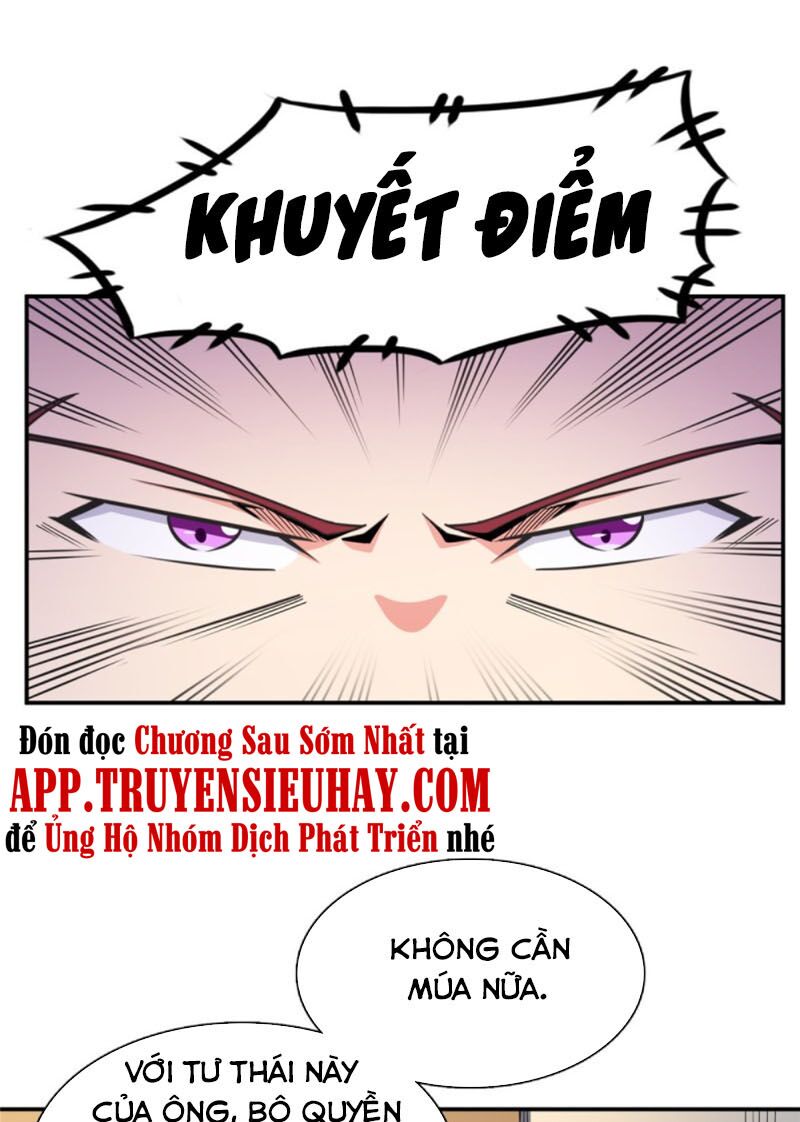 KHUYẾT ĐIỂM
Đón đọc Chương Sau Sớm Nhất tại
APP.TRUYENSIEUHAY.COM
để Ủng Hộ Nhóm Dịch Phát Triển nhé
KHÔNG CẦN
MÚA NỮA.
VỚI TƯ THÁI NÀY
CỦA ÔNG, BỘ QUYỀN